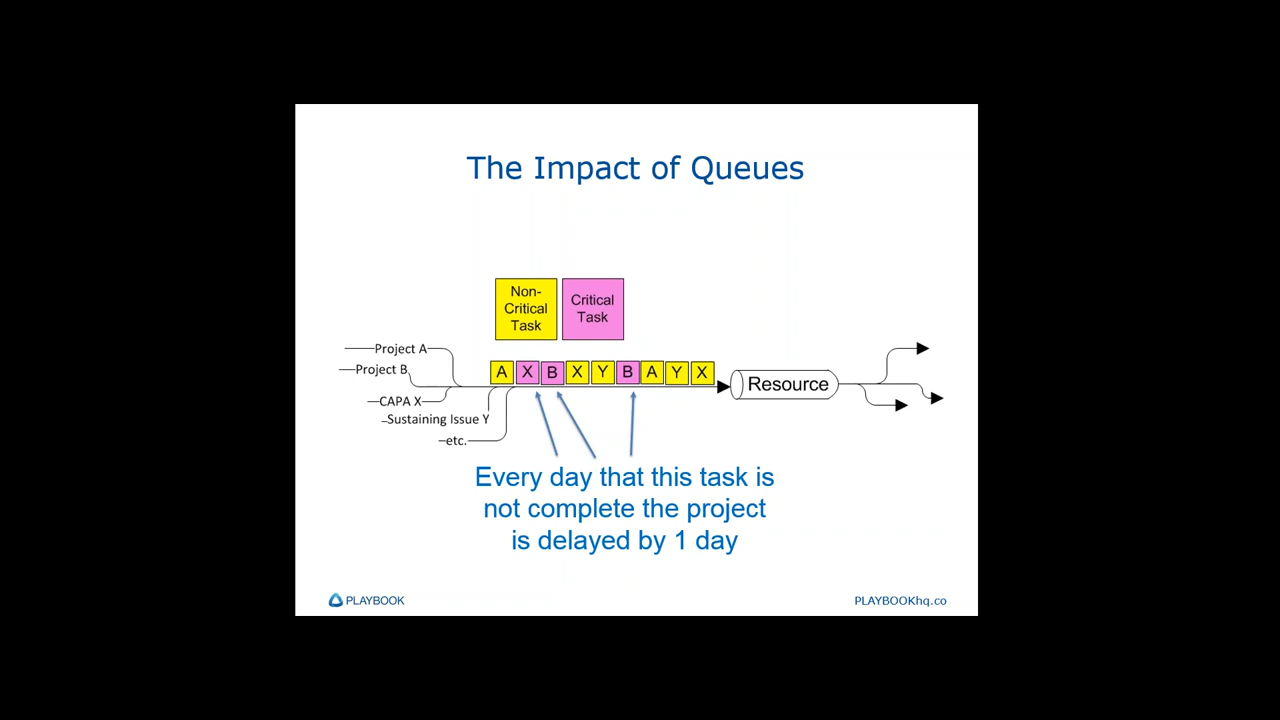 The Impact of Queues
Non-
Critical
Task
Critical
Task
Project A
Project B
CAPA X
Sustaining Issue Y
etc.
A X B X Y B A Y X
Resource
Every day that this task is
not complete the project
is delayed by 1 day
PLAYBOOK
PLAYBOOKhq.co